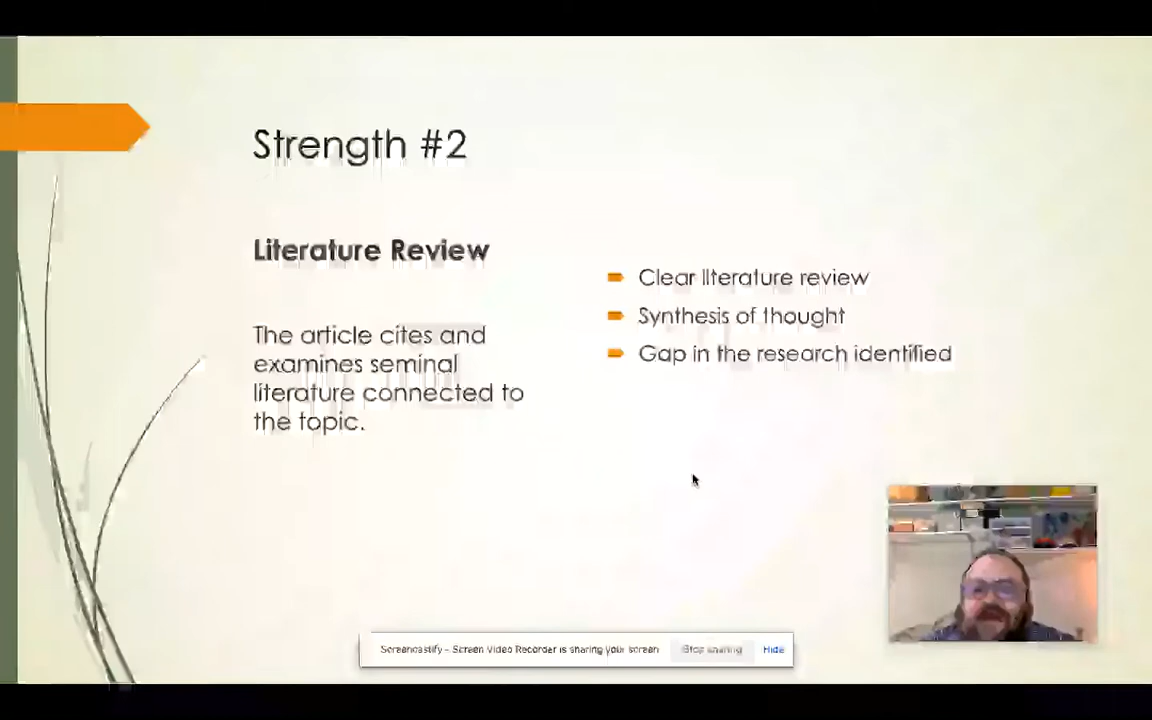 Strength #2
Literature Review
The article cites and
examines seminal
literature connected to
the topic.
Clear literature review
Synthesis of thought
Gap in the research identified
Screencastify - Screen Video Recorder is sharing your screen
Stop sharing
Hide